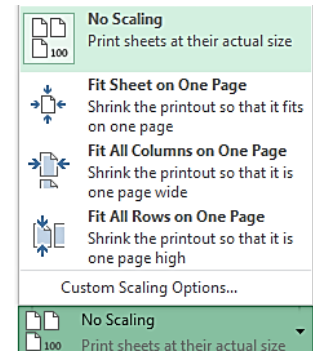 No Scaling
100
Print sheets at their actual size
Fit Sheet on One Page
Shrink the printout so that it fits
on one page
Fit All Columns on One Page
Shrink the printout so that it is
one page wide
Fit All Rows on One Page
Shrink the printout so that it is
one page high
Custom Scaling Options...
No Scaling
100
Print sheets at their actual size